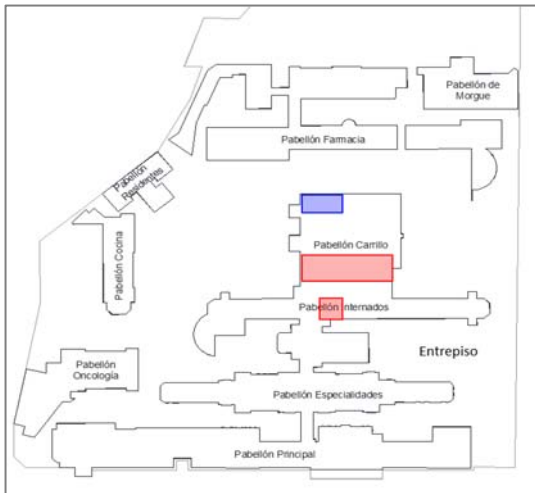 Pabellón de
Morgue
Pabellón Farmacia
Pabellón
Residentes
Pabellón Carrillo
Pabellón Cocina
Pabellón Internados
Entrepiso
Pabellón
Oncología
Pabellón Especialidades
Pabellón Principal